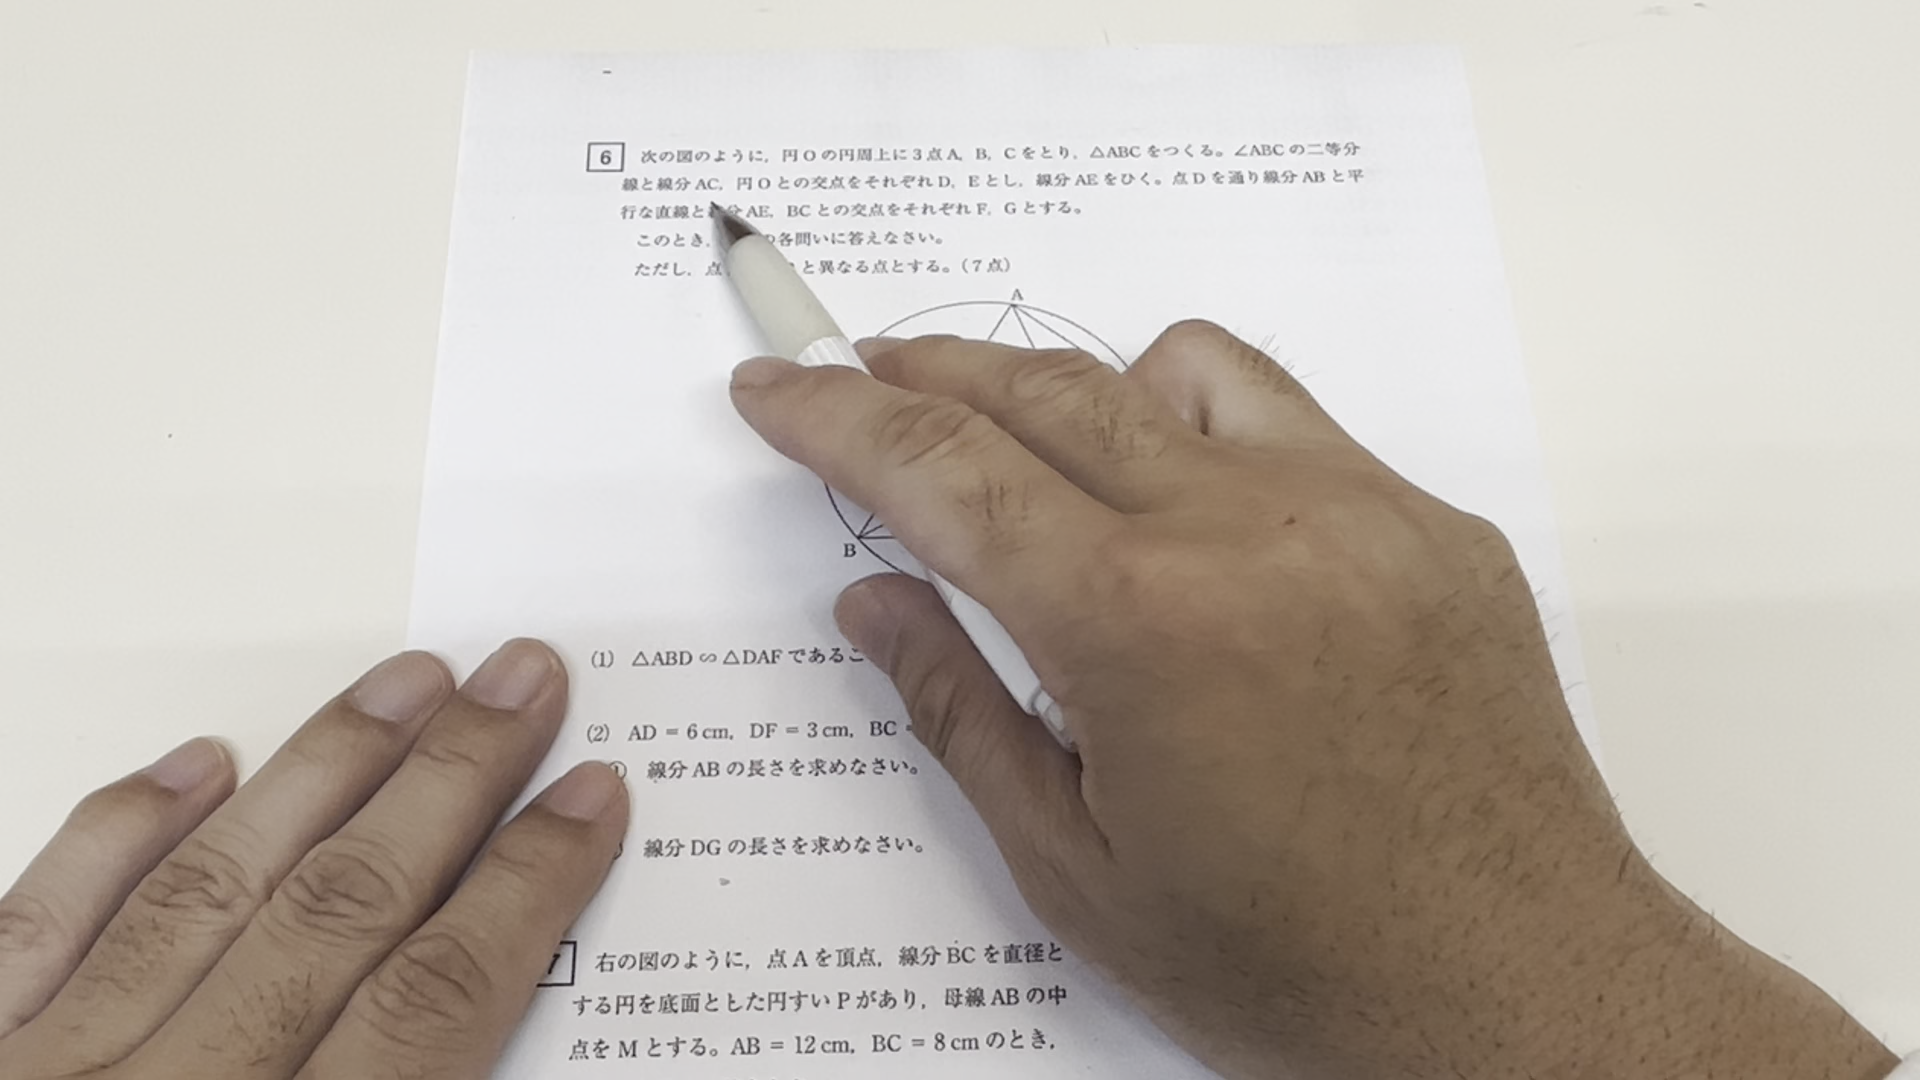 6 次の図のように,円Oの円周上に3点A,B,Cをとり,△ABCをつくる。∠ABCの二等分
線と線分AC,円Oとの交点をそれぞれD,Eとし,線分AEをひく。点Dを通り線分ABと平
行な直線と 分AE,BCとの交点をそれぞれF,Gとする。
このとき, 各問いに答えなさい。
ただし,点 と異なる点とする。(7点)
A
B
(1) △ABD∽△DAFである
(2) AD = 6 cm, DF = 3 cm, BC
線分ABの長さを求めなさい。
線分DGの長さを求めなさい。
7 右の図のように,点Aを頂点,線分BCを直径と
する円を底面とした円すいPがあり,母線ABの中
点をMとする。AB = 12 cm, BC = 8 cmのとき,